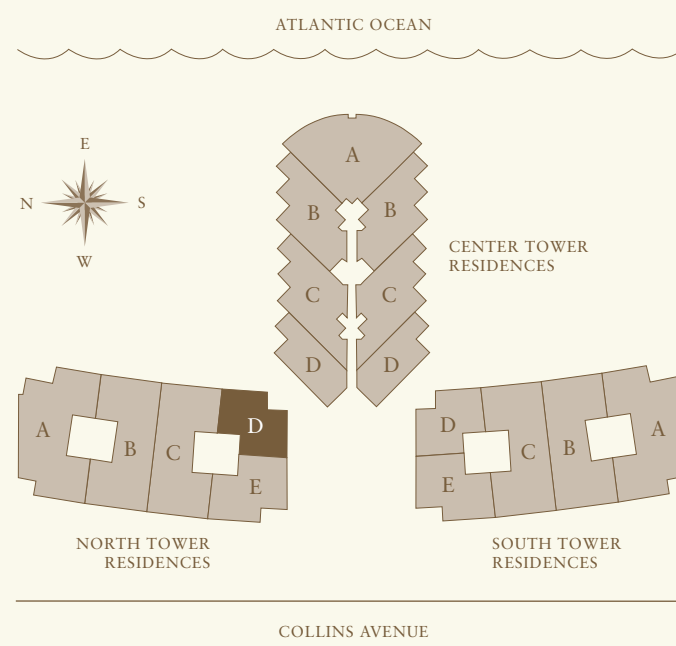 ATLANTIC OCEAN
E
N
S
W
A
B
B
C
C
D
D
CENTER TOWER
RESIDENCES
A
B
C
D
E
NORTH TOWER
RESIDENCES
D
E
C
B
A
SOUTH TOWER
RESIDENCES
COLLINS AVENUE